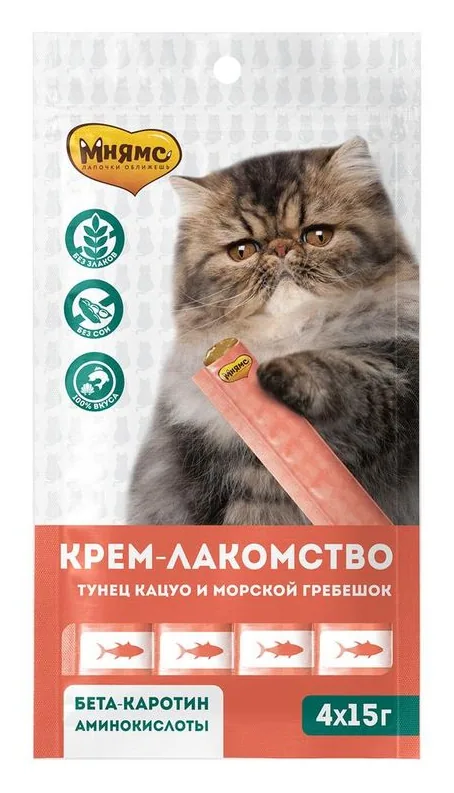 Мнямс
ЛАПОЧКИ ОБЛИЖЕШЬ
БЕЗ ЗЛАКОВ
БЕЗ СОИ
100% ВКУСА
Мнямс
КРЕМ-ЛАКОМСТВО
ТУНЕЦ КАЦУО И МОРСКОЙ ГРЕБЕШОК
БЕТА-КАРОТИН
АМИНОКИСЛОТЫ
4х15г